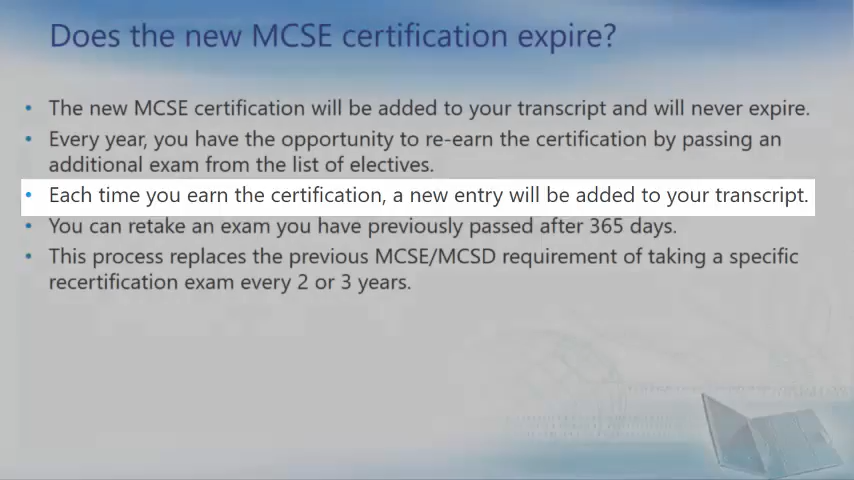 Does the new MCSE certification expire?
• The new MCSE certification will be added to your transcript and will never expire.
• Every year, you have the opportunity to re-earn the certification by passing an
additional exam from the list of electives.
• Each time you earn the certification, a new entry will be added to your transcript.
• You can retake an exam you have previously passed after 365 days.
• This process replaces the previous MCSE/MCSD requirement of taking a specific
recertification exam every 2 or 3 years.